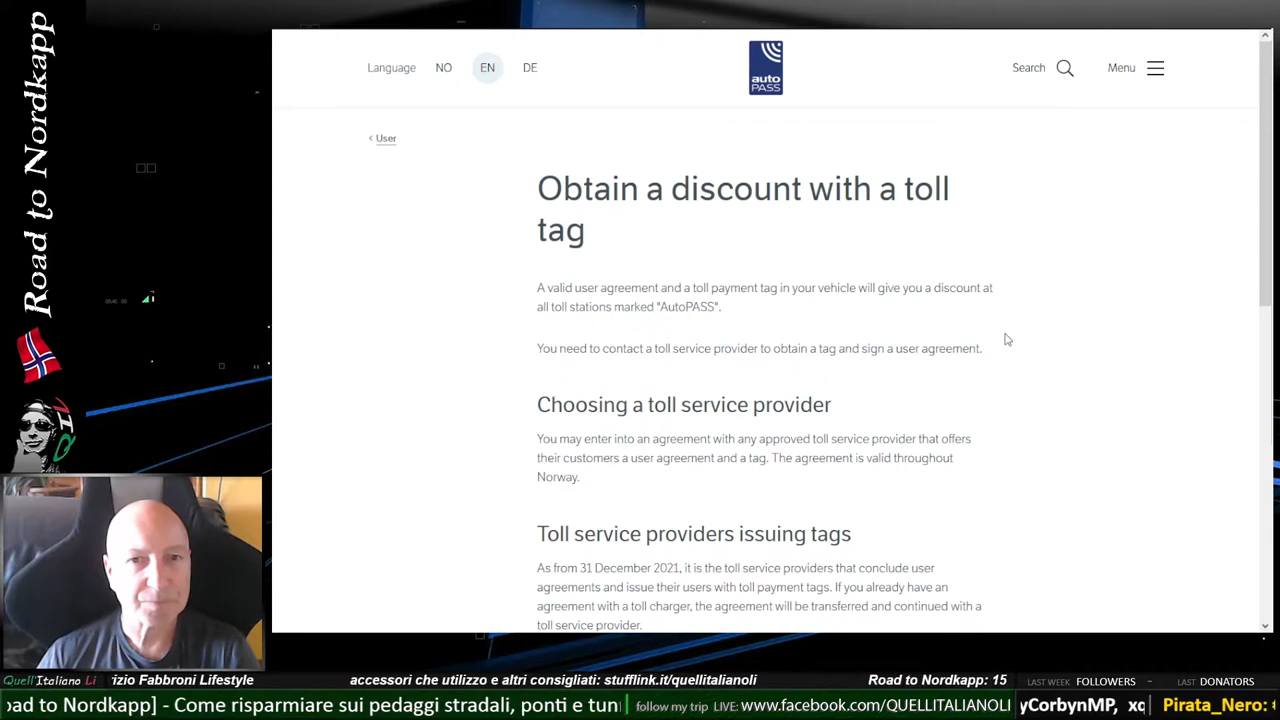 Road to Nordkapp
Language NO EN DE
auto
PASS
Search
Menu
< User
Obtain a discount with a toll
tag
A valid user agreement and a toll payment tag in your vehicle will give you a discount at
all toll stations marked "AutoPASS".
You need to contact a toll service provider to obtain a tag and sign a user agreement.
Choosing a toll service provider
You may enter into an agreement with any approved toll service provider that offers
their customers a user agreement and a tag. The agreement is valid throughout
Norway.
Toll service providers issuing tags
As from 31 December 2021, it is the toll service providers that conclude user
agreements and issue their users with toll payment tags. If you already have an
agreement with a toll charger, the agreement will be transferred and continued with a
toll service provider.
QIL
Quell'Italiano Li
izio Fabbroni Lifestyle
accessori che utilizzo e altri consigliati: stufflink.it/quellitalianoli
Road to Nordkapp: 15
LAST WEEK FOLLOWERS - LAST DONATORS
oad to Nordkapp] - Come risparmiare sui pedaggi stradali, ponti e tun
follow my trip LIVE: www.facebook.com/QUELLITALIANOLI
yCorbynMP, xq
Pirata_Nero: